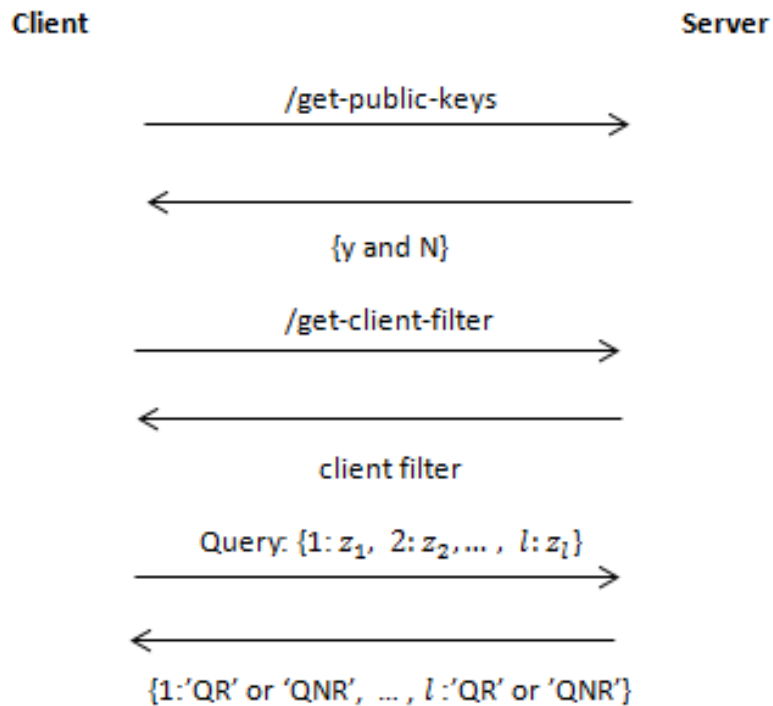 Client Server
/get-public-keys
{y and N}
/get-client-filter
client filter
Query: {1: z₁, 2: z₂,... , l: zₗ}
{1:’QR’ or ‘QNR’, ... , l :’QR’ or ’QNR’}